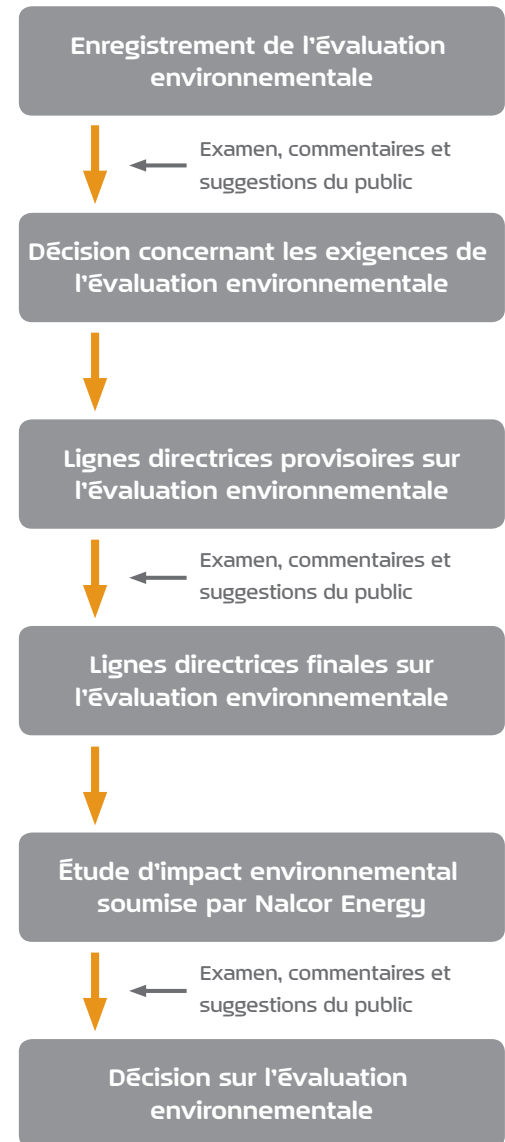 Enregistrement de l'évaluation
environnementale
Examen, commentaires et
suggestions du public
Décision concernant les exigences de
l'évaluation environnementale
Lignes directrices provisoires sur
l'évaluation environnementale
Examen, commentaires et
suggestions du public
Lignes directrices finales sur
l'évaluation environnementale
Étude d'impact environnemental
soumise par Nalcor Energy
Examen, commentaires et
suggestions du public
Décision sur l'évaluation
environnementale